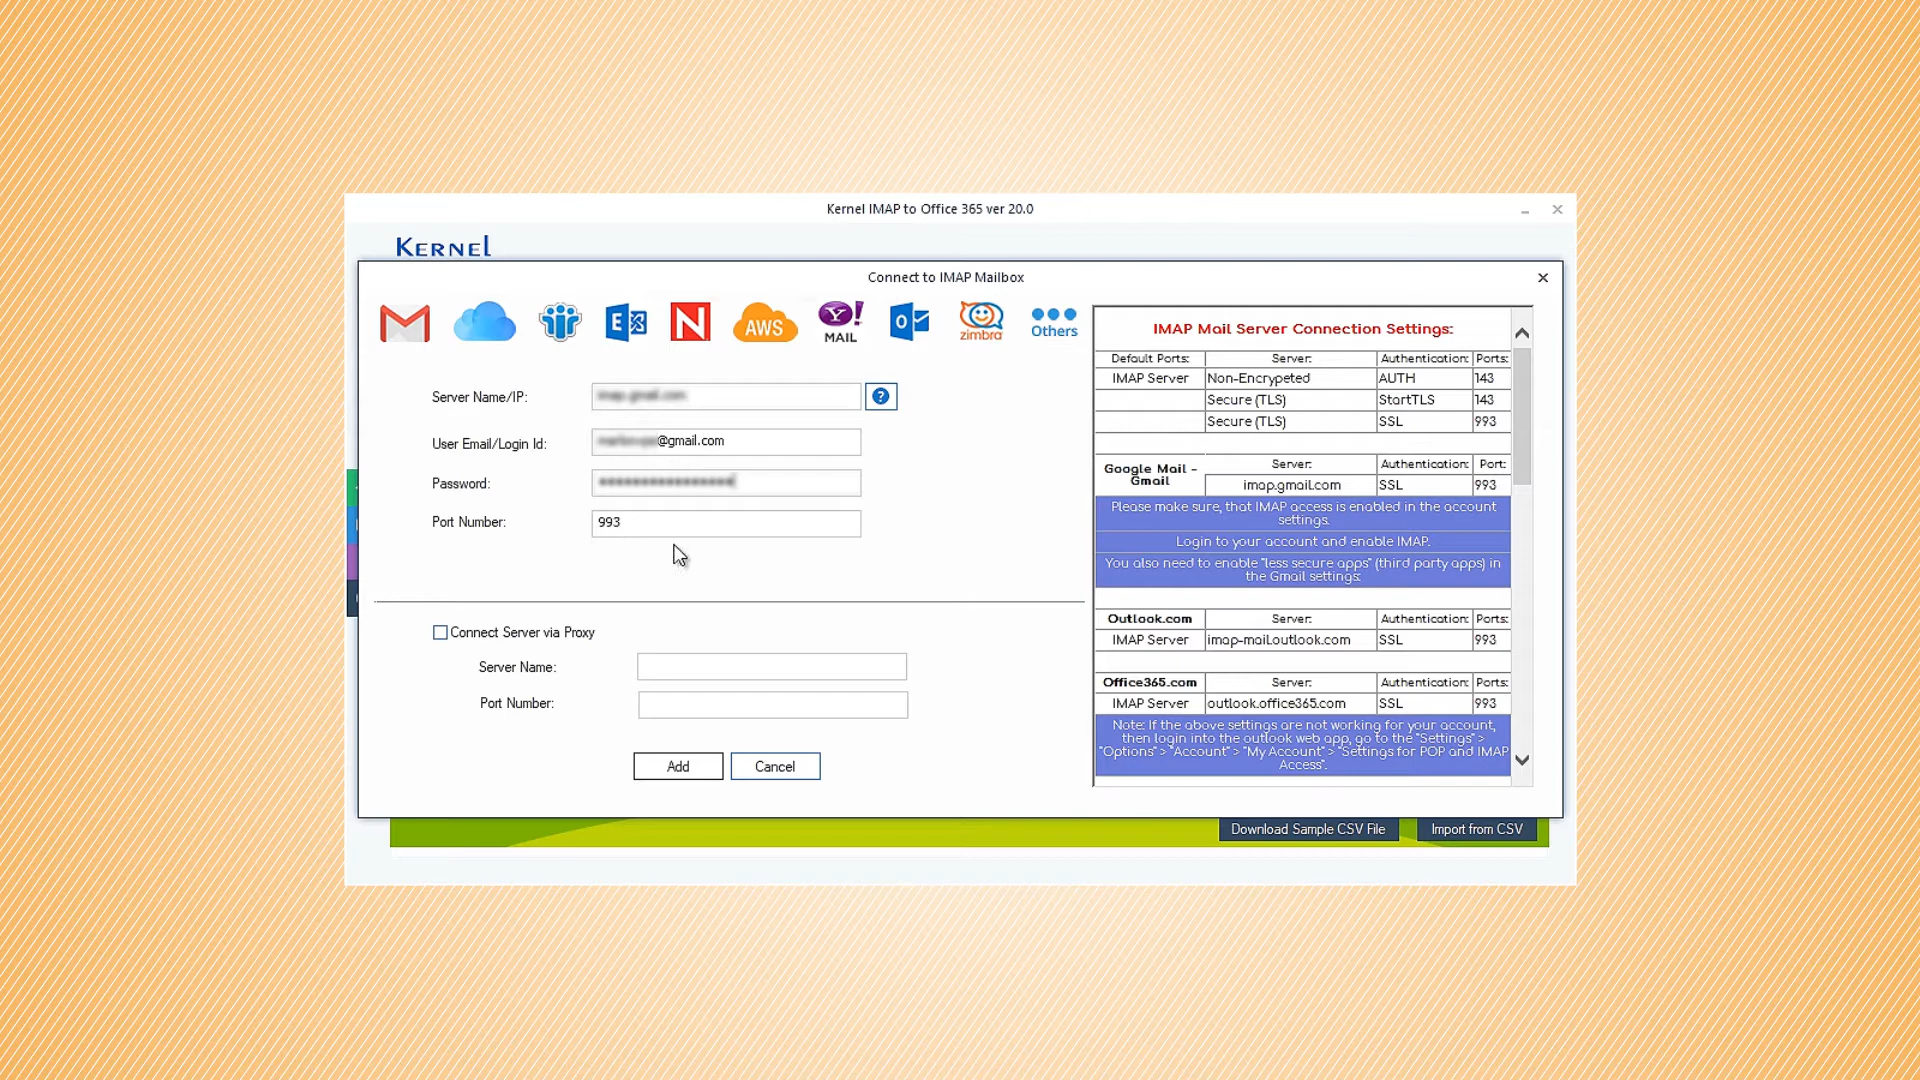 Kernel IMAP to Office 365 ver 20.0
KERNEL
Connect to IMAP Mailbox
E
N
AWS
Y!
MAIL
O
zimbra
Others
Server Name/IP:
?
User Email/Login Id:
@gmail.com
Password:
Port Number:
993
Connect Server via Proxy
Server Name:
Port Number:
Add
Cancel
IMAP Mail Server Connection Settings:
Default Ports: Server: Authentication: Ports:
IMAP Server Non-Encrypeted AUTH 143
Secure (TLS) StartTLS 143
Secure (TLS) SSL 993
Google Mail - Gmail Server: Authentication: Port:
imap.gmail.com SSL 993
Please make sure, that IMAP access is enabled in the account
settings.
Login to your account and enable IMAP.
You also need to enable "less secure apps" (third party apps) in
the Gmail settings:
Outlook.com Server: Authentication: Ports:
IMAP Server imap-mail.outlook.com SSL 993
Office365.com Server: Authentication: Ports:
IMAP Server outlook.office365.com SSL 993
Note: If the above settings are not working for your account,
then login into the outlook web app, go to the "Settings" >
"Options" > "Account" > "My Account" > "Settings for POP and IMAP
Access".
Download Sample CSV File
Import from CSV